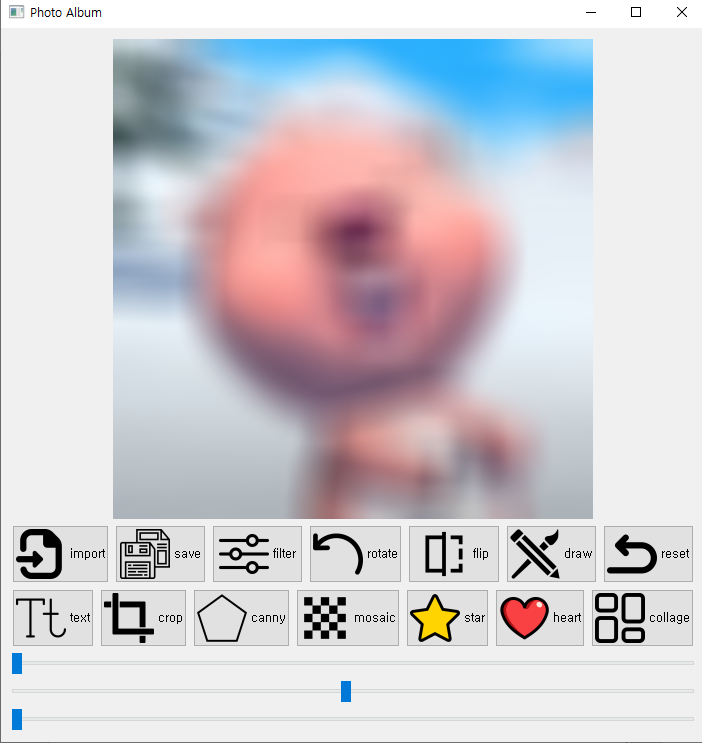 Photo Album
import save filter rotate flip draw reset
Tt text crop canny mosaic star heart collage